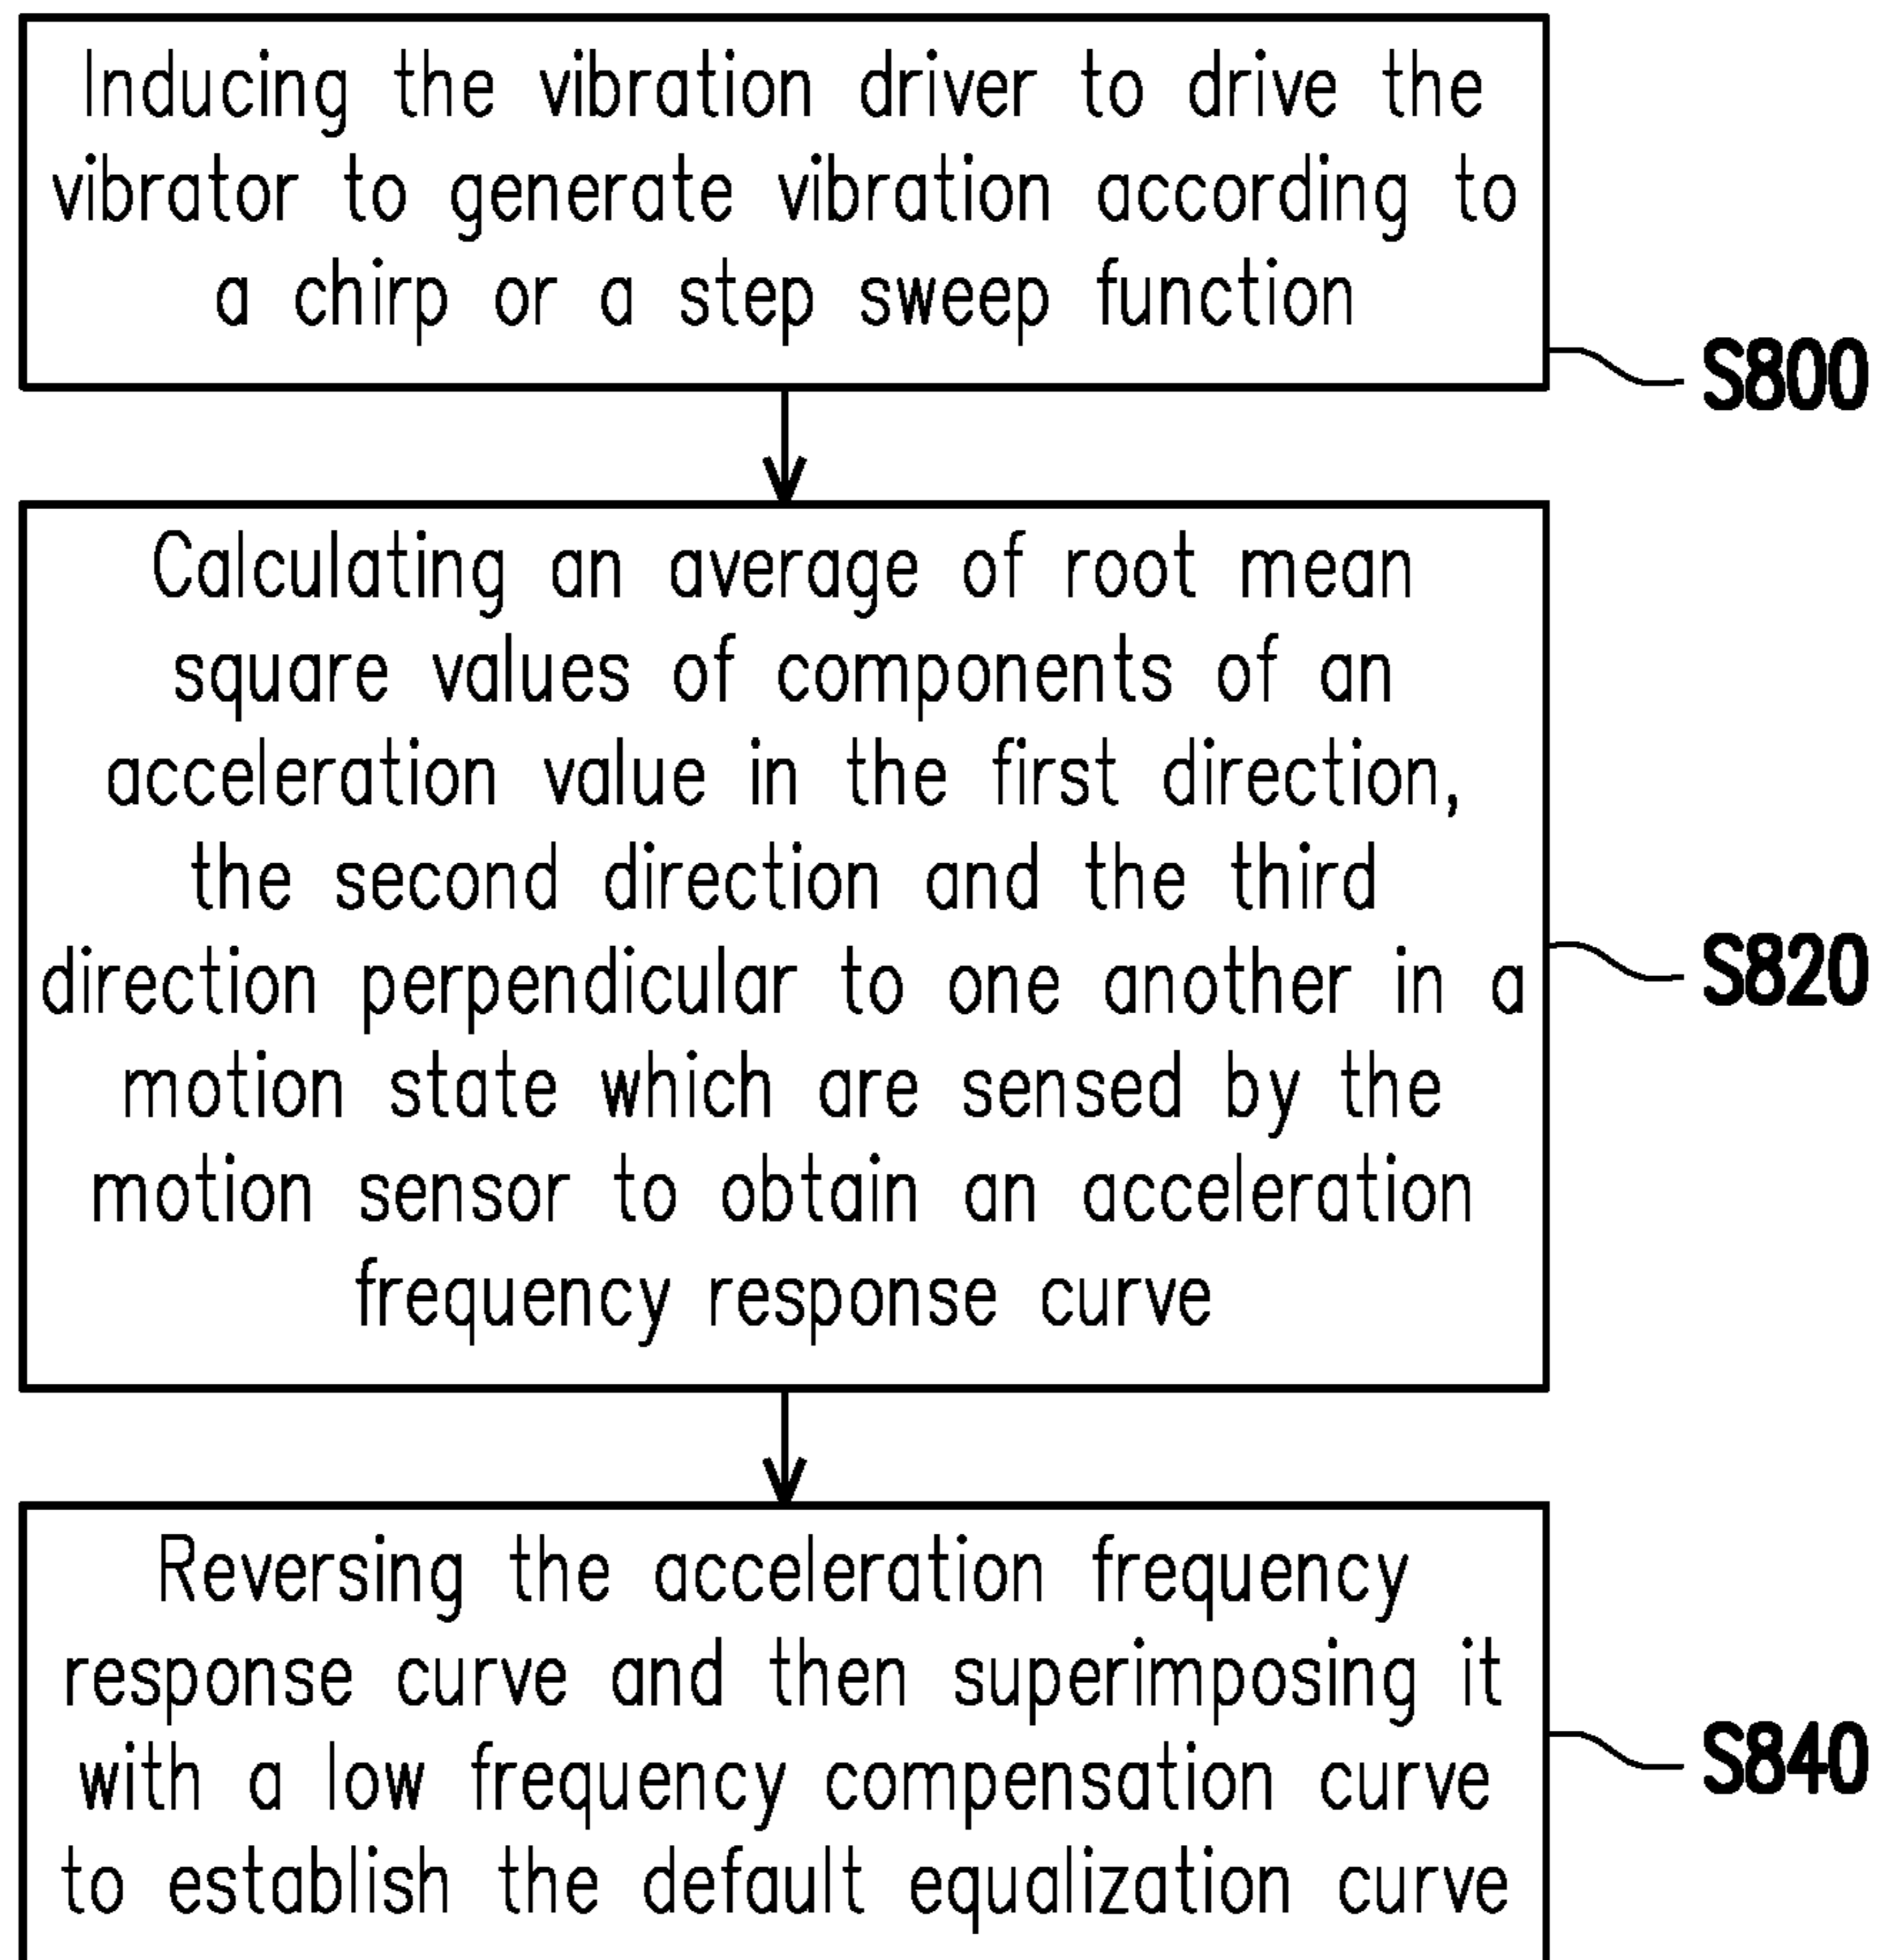 Inducing the vibration driver to drive the
vibrator to generate vibration according to
a chirp or a step sweep function
S800
Calculating an average of root mean
square values of components of an
acceleration value in the first direction,
the second direction and the third
direction perpendicular to one another in a
motion state which are sensed by the
motion sensor to obtain an acceleration
frequency response curve
S820
Reversing the acceleration frequency
response curve and then superimposing it
with a low frequency compensation curve
to establish the default equalization curve
S840